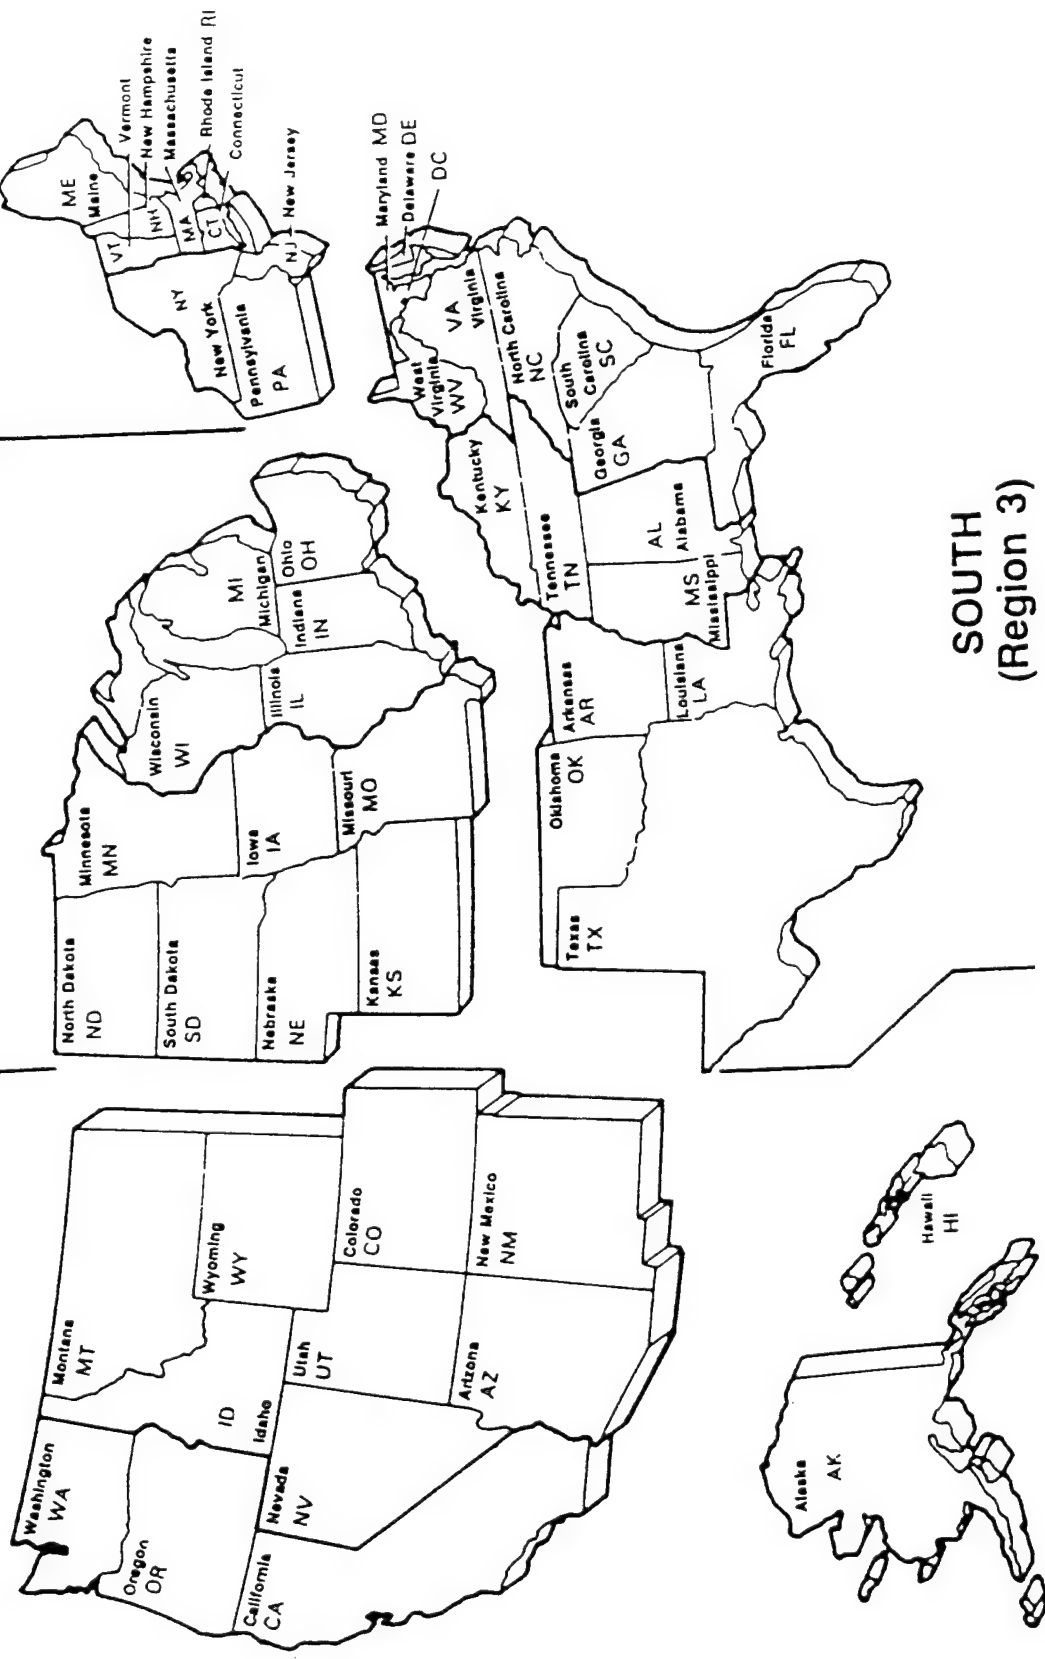 Washington
WA
Oregon
OR
California
CA
Nevada
NV
ID
Idaho
Montana
MT
Wyoming
WY
Utah
UT
Colorado
CO
Arizona
AZ
New Mexico
NM
Alaska
AK
Hawaii
HI
North Dakota
ND
South Dakota
SD
Nebraska
NE
Kansas
KS
Minnesota
MN
Iowa
IA
Missouri
MO
Wisconsin
WI
Illinois
IL
MI
Michigan
Indiana
IN
Ohio
OH
ME
Maine
VT
NH
MA
CT
Vermont
New Hampshire
Massachusetts
Rhode Island RI
Connecticut
NY
New York
Pennsylvania
PA
NJ
New Jersey
Maryland MD
Delaware DE
DC
West
Virginia
WV
VA
Virginia
Kentucky
KY
North Carolina
NC
South
Carolina
SC
Tennessee
TN
Georgia
GA
AL
Alabama
MS
Mississippi
Florida
FL
Arkansas
AR
Louisiana
LA
Oklahoma
OK
Texas
TX
SOUTH
(Region 3)